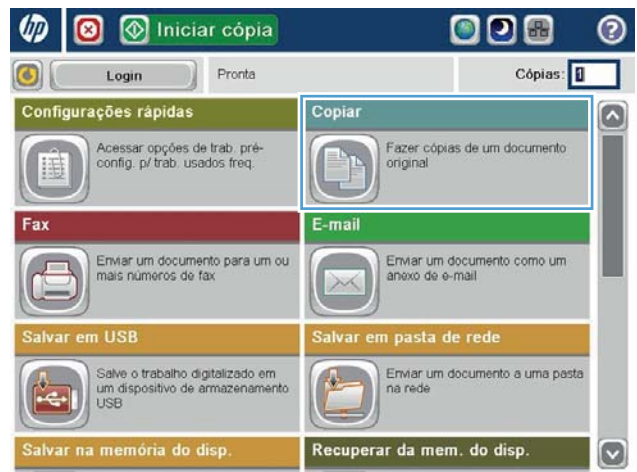 hp
Iniciar cópia
?
Login
Pronta
Cópias: 1
Configurações rápidas
Acessar opções de trab. pré-
config. p/ trab. usados freq.
Copiar
Fazer cópias de um documento
original
Fax
Enviar um documento para um ou
mais números de fax
E-mail
Enviar um documento como um
anexo de e-mail
Salvar em USB
Salve o trabalho digitalizado em
um dispositivo de armazenamento
USB
Salvar em pasta de rede
Enviar um documento a uma pasta
na rede
Salvar na memória do disp.
Recuperar da mem. do disp.